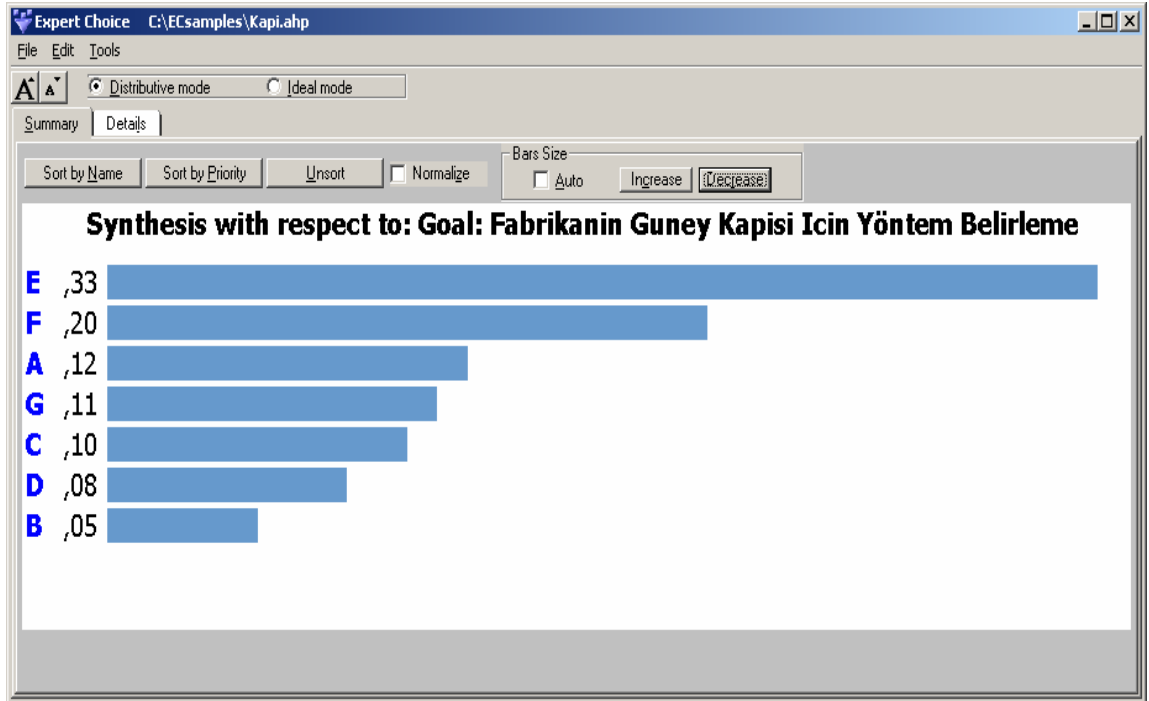 Expert Choice C:\ECsamples\Kapi.ahp
File Edit Tools
A A Distributive mode Ideal mode
Summary Details
Bars Size
Sort by Name Sort by Priority Unsort Normalize Auto Increase Decrease
Synthesis with respect to: Goal: Fabrikanin Guney Kapisi Icin Yöntem Belirleme
E ,33
F ,20
A ,12
G ,11
C ,10
D ,08
B ,05